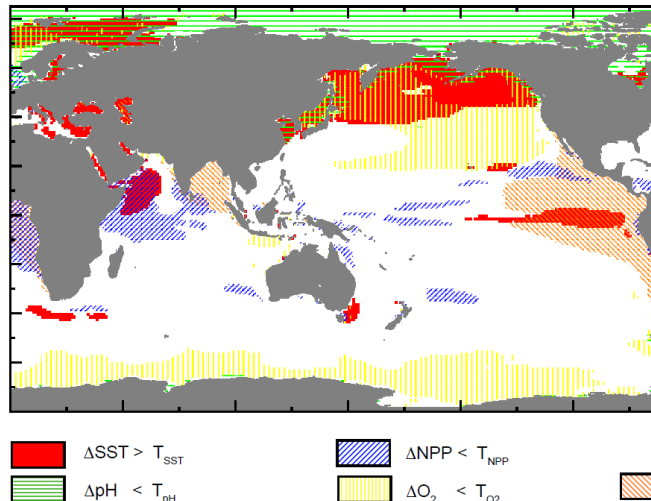 ΔSST > T_SST
ΔNPP < T_NPP
ΔpH < T_pH
ΔO₂ < T_O2